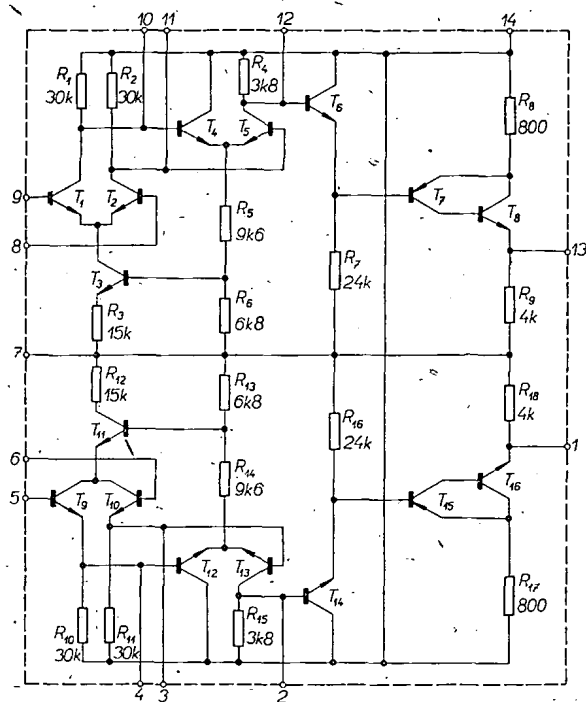 10 11 12 14
R1 30k
R2 30k
R4 3k8
T4 T5 T6
R8 800
9
T1 T2
T7 T8
8
R5 9k6
13
T3
R7 24k
R3 15k
R6 6k8
R9 4k
7
R12 15k
R13 6k8
R18 4k
R16 24k
T11
6
1
R14 9k6
5
T9 T10
T15 T16
T12 T13
T14
R10 30k
R11 30k
R15 3k8
R17 800
4 3 2